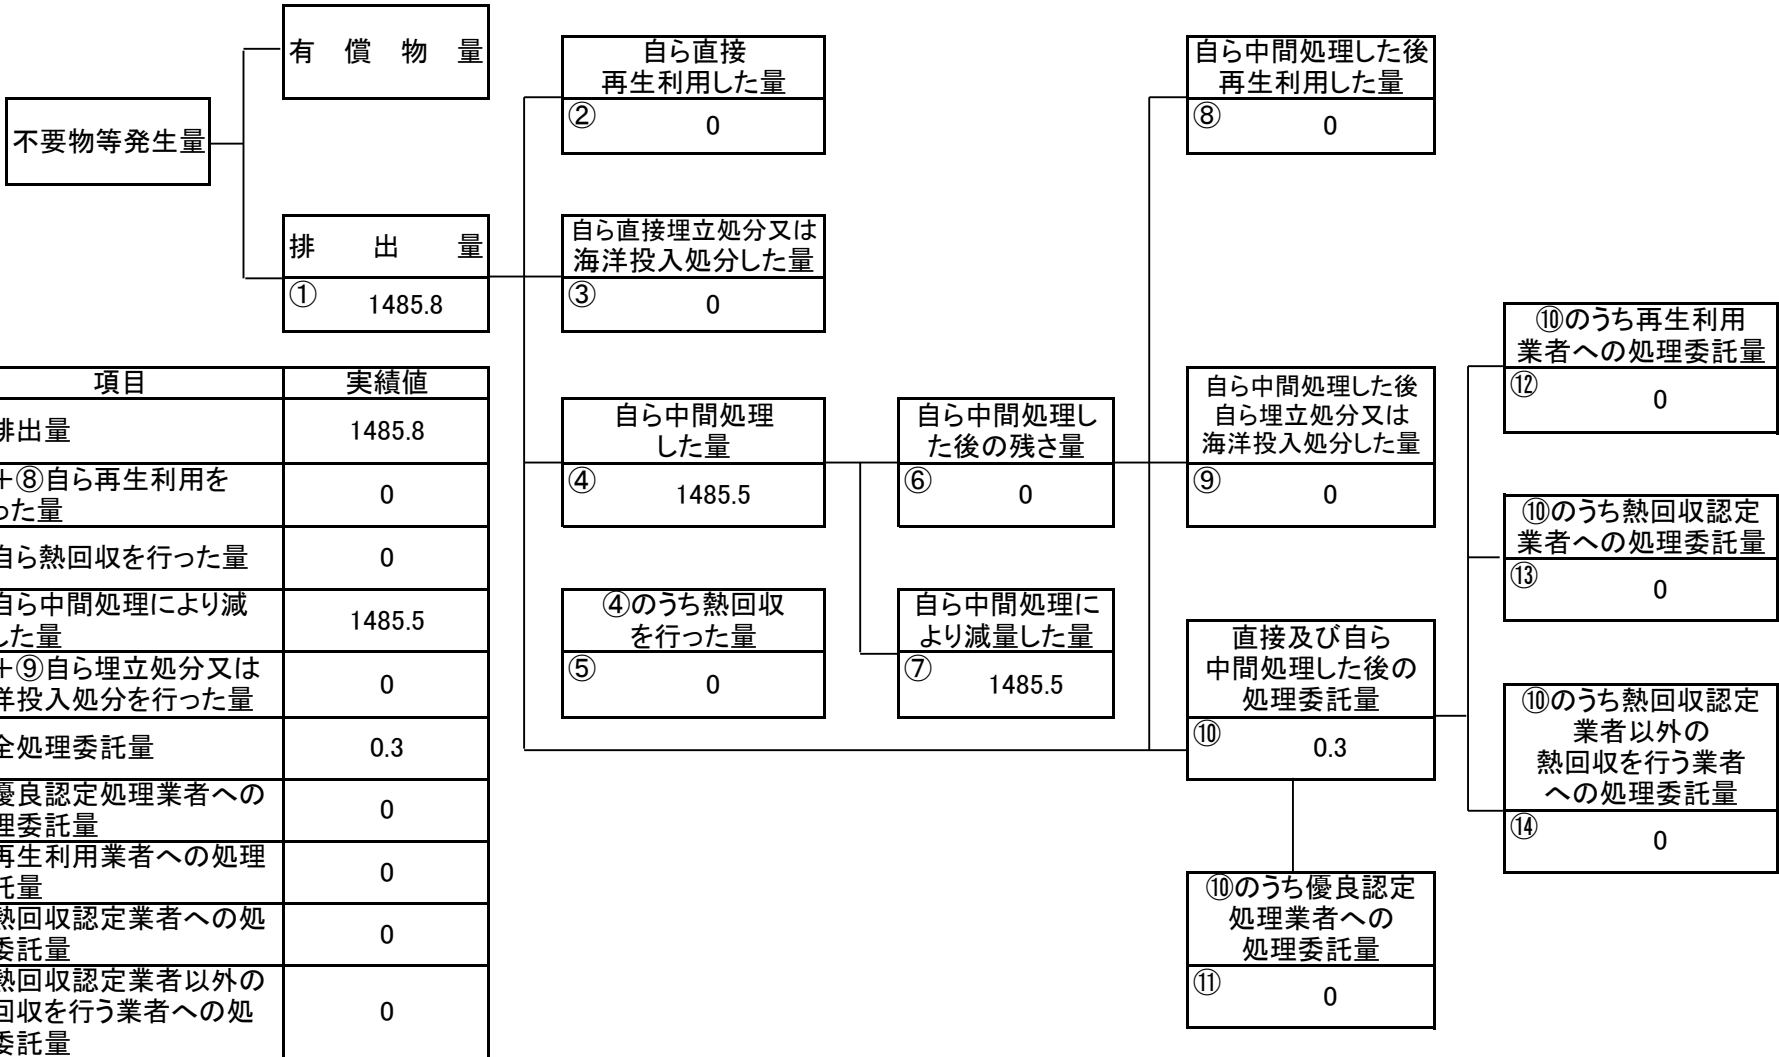 有 償 物 量
不要物等発生量
排 出 量
① 1485.8
自ら直接
再生利用した量
② 0
自ら直接埋立処分又は
海洋投入処分した量
③ 0
自ら中間処理
した量
④ 1485.5
④のうち熱回収
を行った量
⑤ 0
自ら中間処理し
た後の残さ量
⑥ 0
自ら中間処理に
より減量した量
⑦ 1485.5
自ら中間処理した後
再生利用した量
⑧ 0
自ら中間処理した後
自ら埋立処分又は
海洋投入処分した量
⑨ 0
直接及び自ら
中間処理した後の
処理委託量
⑩ 0.3
⑩のうち優良認定
処理業者への
処理委託量
⑪ 0
⑩のうち再生利用
業者への処理委託量
⑫ 0
⑩のうち熱回収認定
業者への処理委託量
⑬ 0
⑩のうち熱回収認定
業者以外の
熱回収を行う業者
への処理委託量
⑭ 0
項目 実績値
排出量 1485.8
+⑧自ら再生利用を
った量 0
自ら熱回収を行った量 0
自ら中間処理により減
した量 1485.5
+⑨自ら埋立処分又は
洋投入処分を行った量 0
全処理委託量 0.3
優良認定処理業者への
理委託量 0
再生利用業者への処理
託量 0
熱回収認定業者への処
委託量 0
熱回収認定業者以外の
回収を行う業者への処
委託量 0